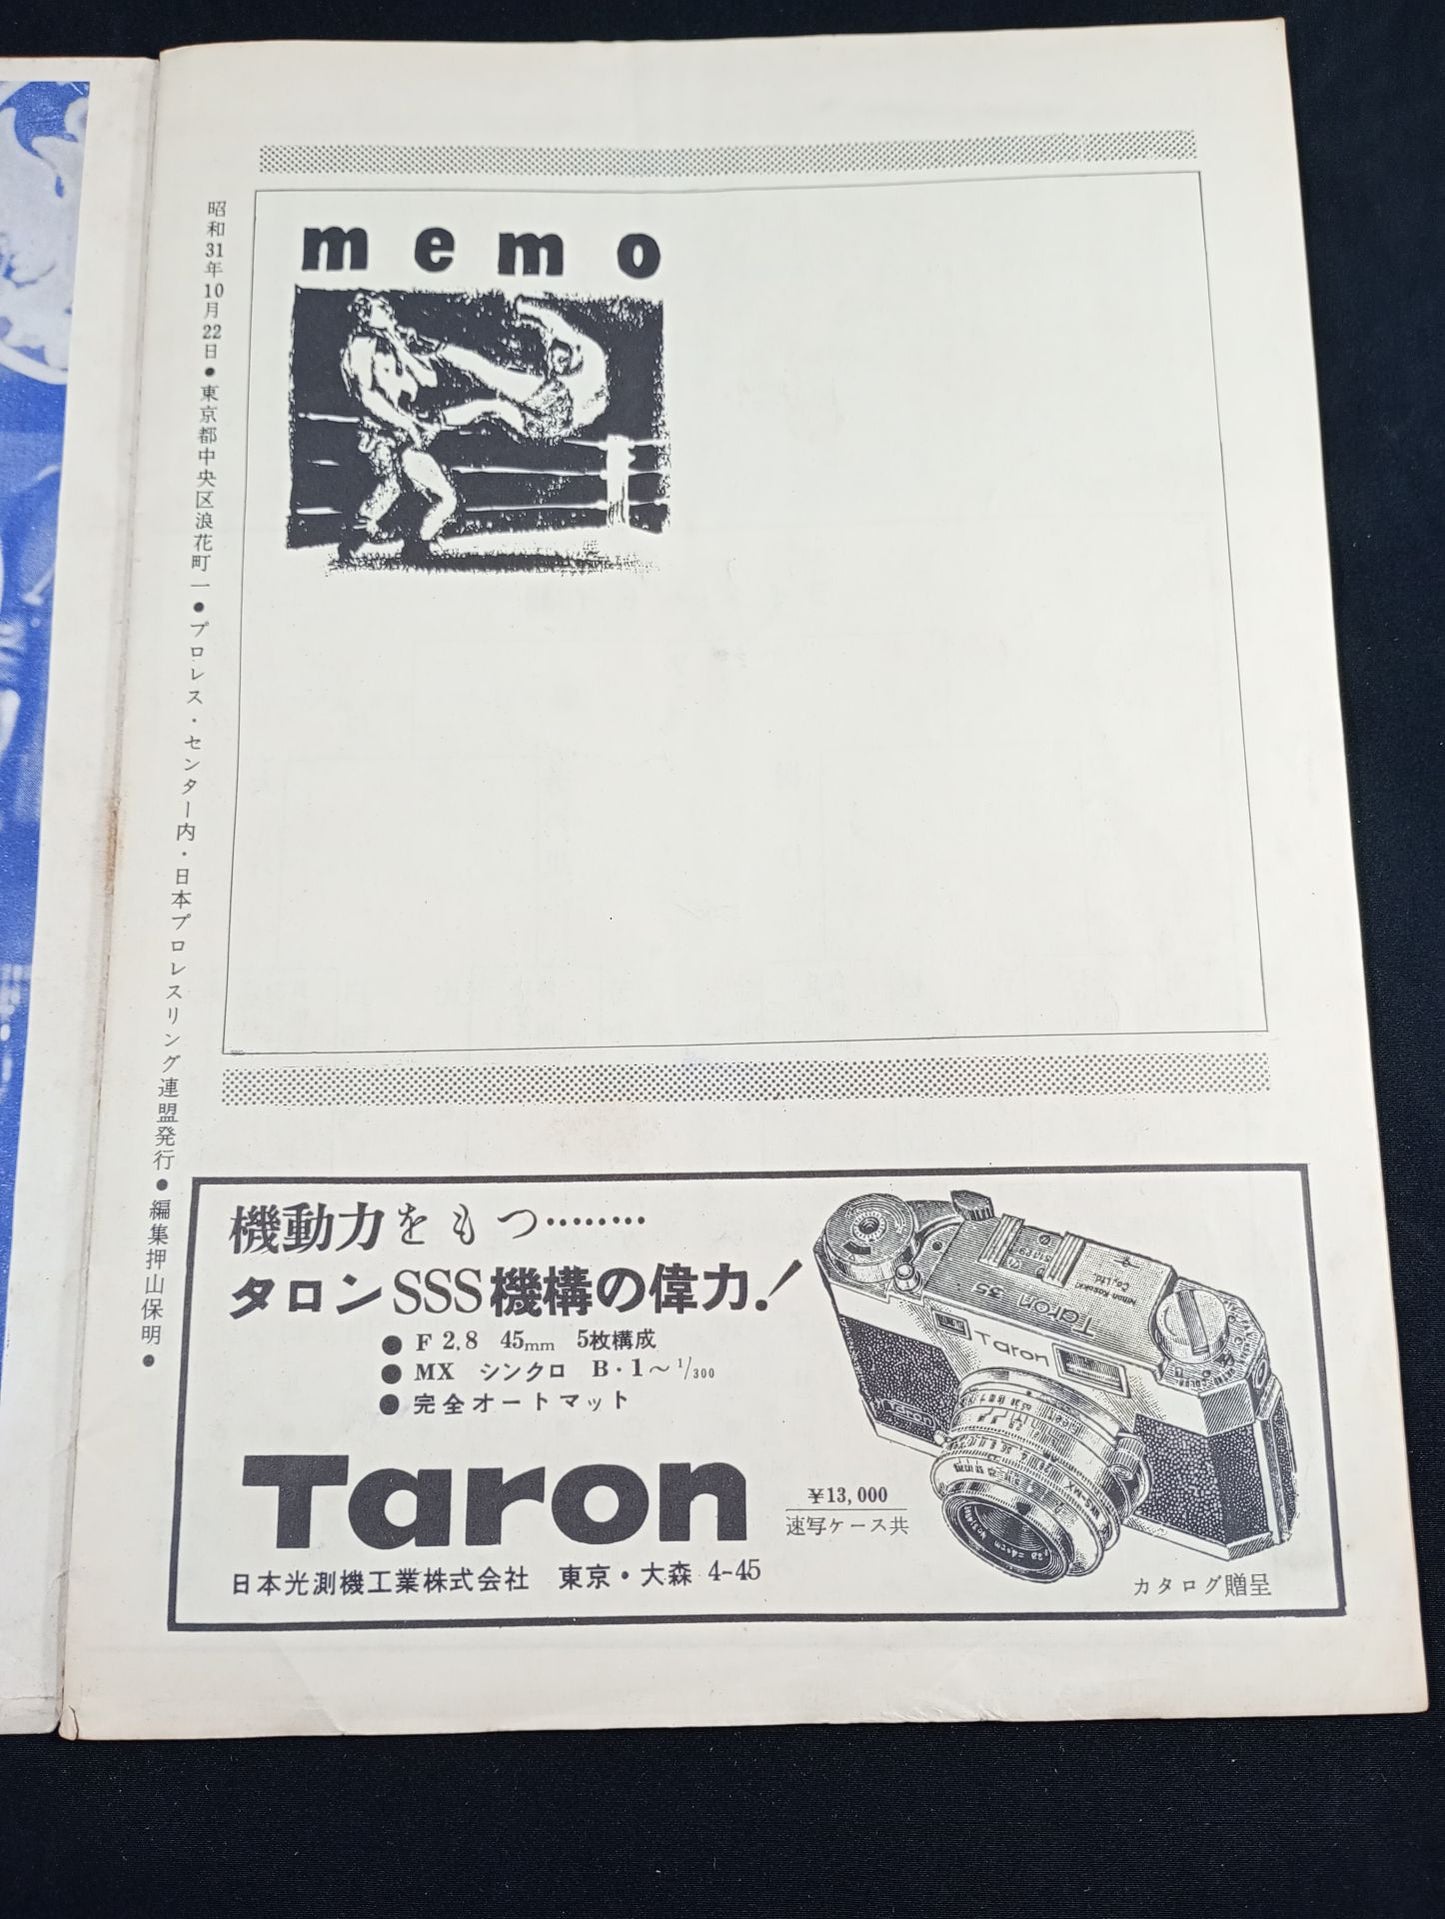 昭和31年10月22日●東京都中央区浪花町一●プロレス・センター内・日本プロレスリング連盟発行●編集押山保明●
memo
機動力をもつ………
タロンSSS機構の偉力!
● F 2.8 45mm 5枚構成
● MX シンクロ B・1〜1/300
● 完全オートマット
Taron
¥13,000
速写ケース共
日本光測機工業株式会社 東京・大森 4-45
カタログ贈呈
Taron 35
Taron
Taron